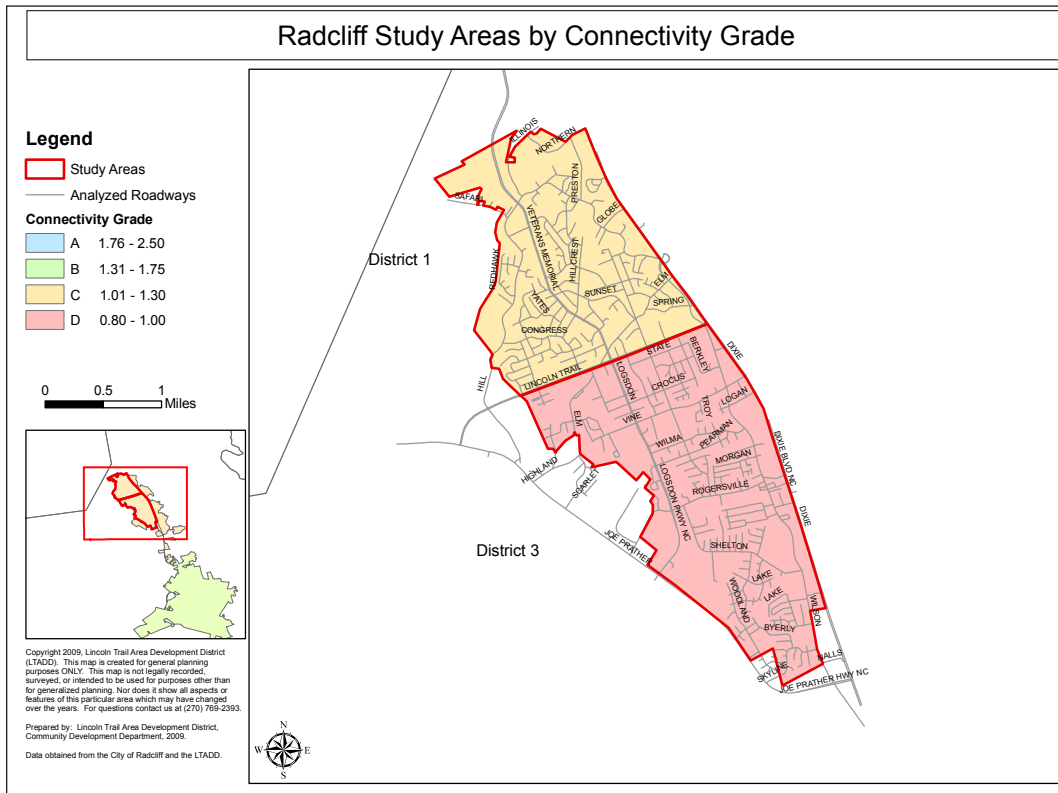 Radcliff Study Areas by Connectivity Grade
Legend
Study Areas
Analyzed Roadways
Connectivity Grade
A 1.76 - 2.50
B 1.31 - 1.75
C 1.01 - 1.30
D 0.80 - 1.00
0 0.5 1
Miles
Copyright 2009, Lincoln Trail Area Development District
(LTADD). This map is created for general planning
purposes ONLY. This map is not legally recorded,
surveyed, or intended to be used for purposes other than
for generalized planning. Nor does it show all aspects or
features of this particular area which may have changed
over the years. For questions contact us at (270) 769-2393.
Prepared by: Lincoln Trail Area Development District,
Community Development Department, 2009.
Data obtained from the City of Radcliff and the LTADD.
N
W E
S
District 1
District 3
ILLINOIS
NORTHERN
SAFARI
PRESTON
GLOBE
VETERANS MEMORIAL
REDHAWK
HILLCREST
ELM
SUNSET
SPRING
YATES
CONGRESS
STATE
BERKLEY
DIXIE
LINCOLN TRAIL
HILL
LOGSDON
CROCUS
LOGAN
TROY
ELM
VINE
WILMA
PEARMAN
MORGAN
DIXIE BLVD NC
HIGHLAND
SCARLET
LOGSDON PKWY NC
ROGERSVILLE
DIXIE
JOE PRATHER
SHELTON
LAKE
LAKE
WOODLAND
WILSON
BYERLY
NALLS
SKYLINE
JOE PRATHER HWY NC